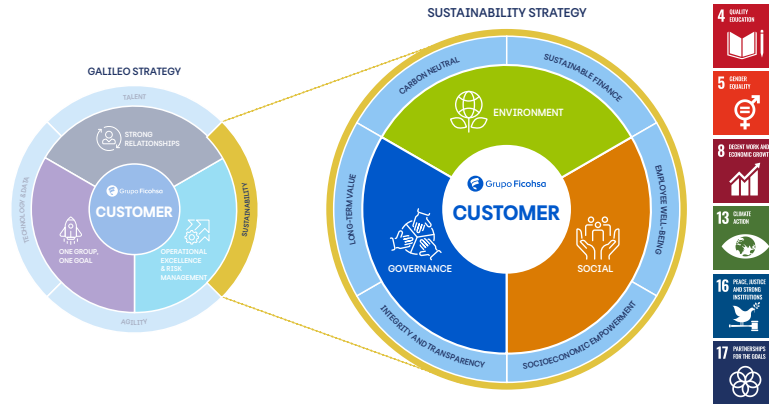 SUSTAINABILITY STRATEGY
GALILEO STRATEGY
TALENT
STRONG
RELATIONSHIPS
TECHNOLOGY & DATA
Grupo Ficohsa
CUSTOMER
SUSTAINABILITY
ONE GROUP,
ONE GOAL
OPERATIONAL
EXCELLENCE
& RISK
MANAGEMENT
AGILITY
CARBON NEUTRAL
SUSTAINABLE FINANCE
ENVIRONMENT
LONG-TERM VALUE
Grupo Ficohsa
CUSTOMER
EMPLOYEE WELL-BEING
GOVERNANCE
SOCIAL
INTEGRITY AND TRANSPARENCY
SOCIOECONOMIC EMPOWERMENT
4 QUALITY
EDUCATION
5 GENDER
EQUALITY
8 DECENT WORK AND
ECONOMIC GROWT
13 CLIMATE
ACTION
16 PEACE, JUSTICE
AND STRONG
INSTITUTIONS
17 PARTNERSHIPS
FOR THE GOALS